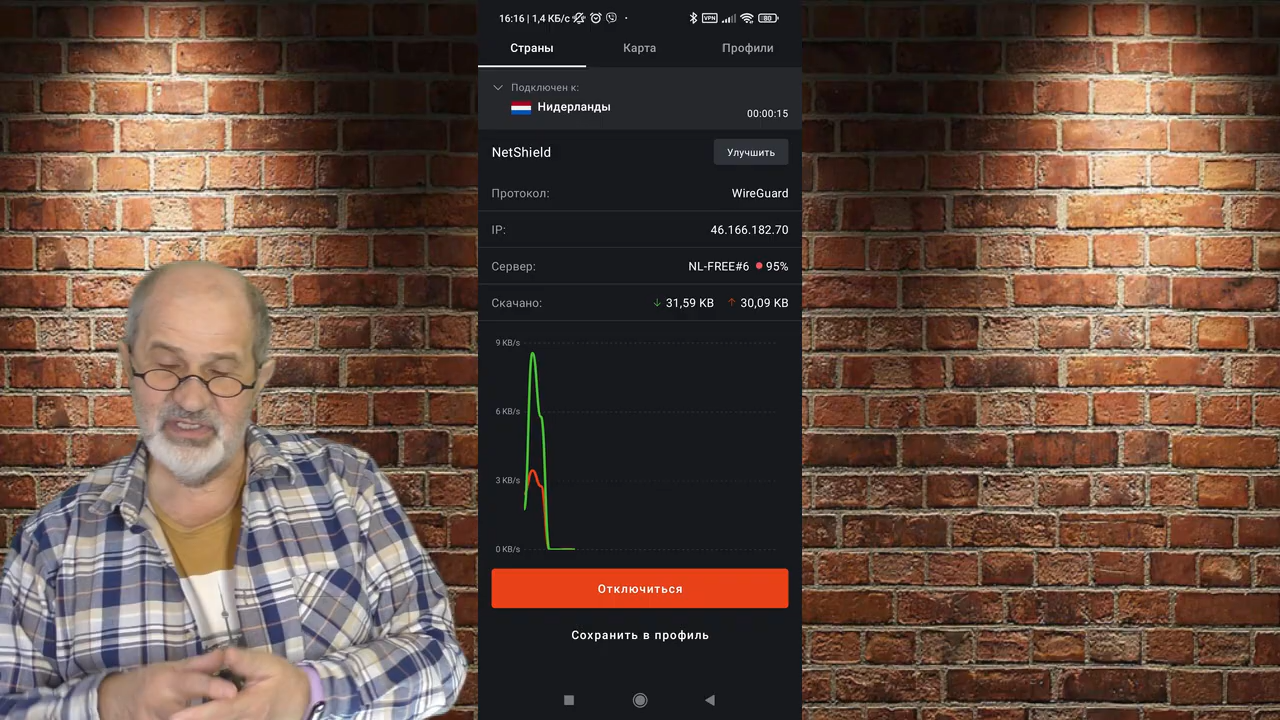 16:16 | 1,4 КБ/с VPN 80
Страны Карта Профили
Подключен к:
Нидерланды 00:00:15
NetShield Улучшить
Протокол: WireGuard
IP: 46.166.182.70
Сервер: NL-FREE#6 95%
Скачано: ↓ 31,59 KB ↑ 30,09 KB
9 KB/s
6 KB/s
3 KB/s
0 KB/s
Отключиться
Сохранить в профиль